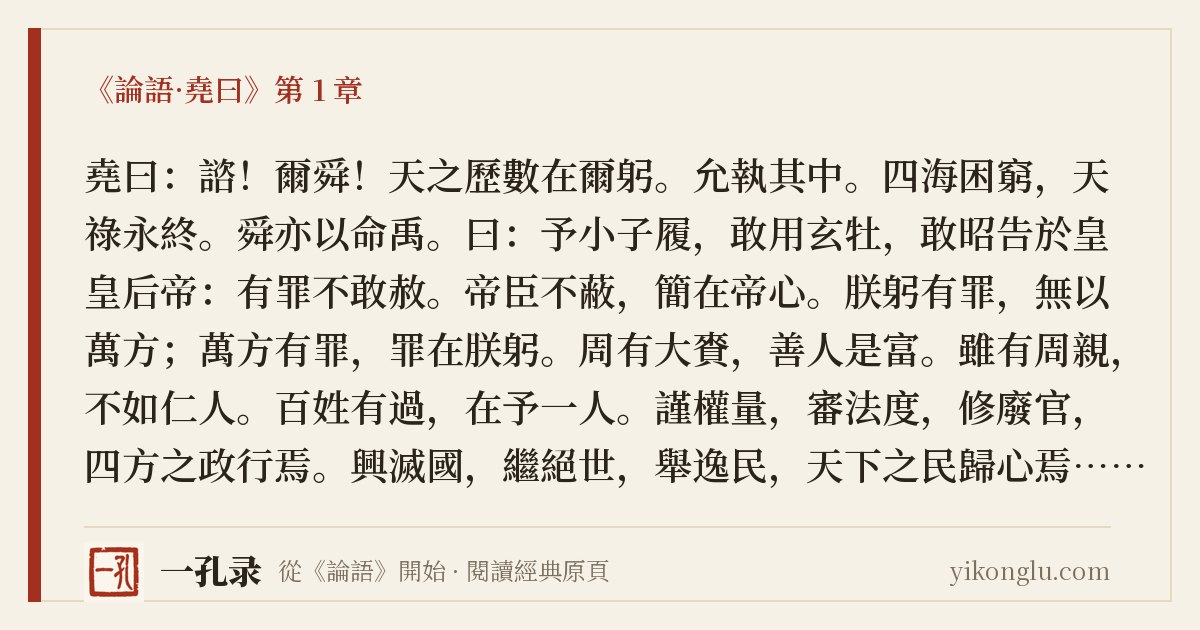 《論語·堯曰》第 1 章
堯曰：諮！爾舜！天之歷數在爾躬。允執其中。四海困窮，天
祿永終。舜亦以命禹。曰：予小子履，敢用玄牡，敢昭告於皇
皇后帝：有罪不敢赦。帝臣不蔽，簡在帝心。朕躬有罪，無以
萬方；萬方有罪，罪在朕躬。周有大賚，善人是富。雖有周親，
不如仁人。百姓有過，在予一人。謹權量，審法度，修廢官，
四方之政行焉。興滅國，繼絕世，舉逸民，天下之民歸心焉……
一孔
一孔录 從《論語》開始 · 閱讀經典原頁 yikonglu.com